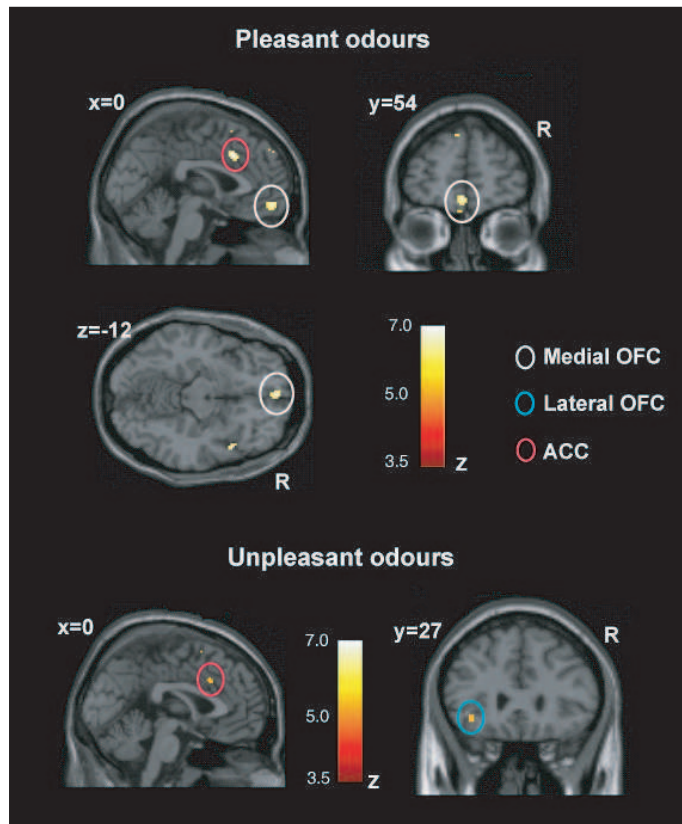 Pleasant odours
x=0
y=54
R
z=-12
7.0
5.0
3.5
Z
R
Medial OFC
Lateral OFC
ACC
Unpleasant odours
x=0
7.0
5.0
3.5
Z
y=27
R